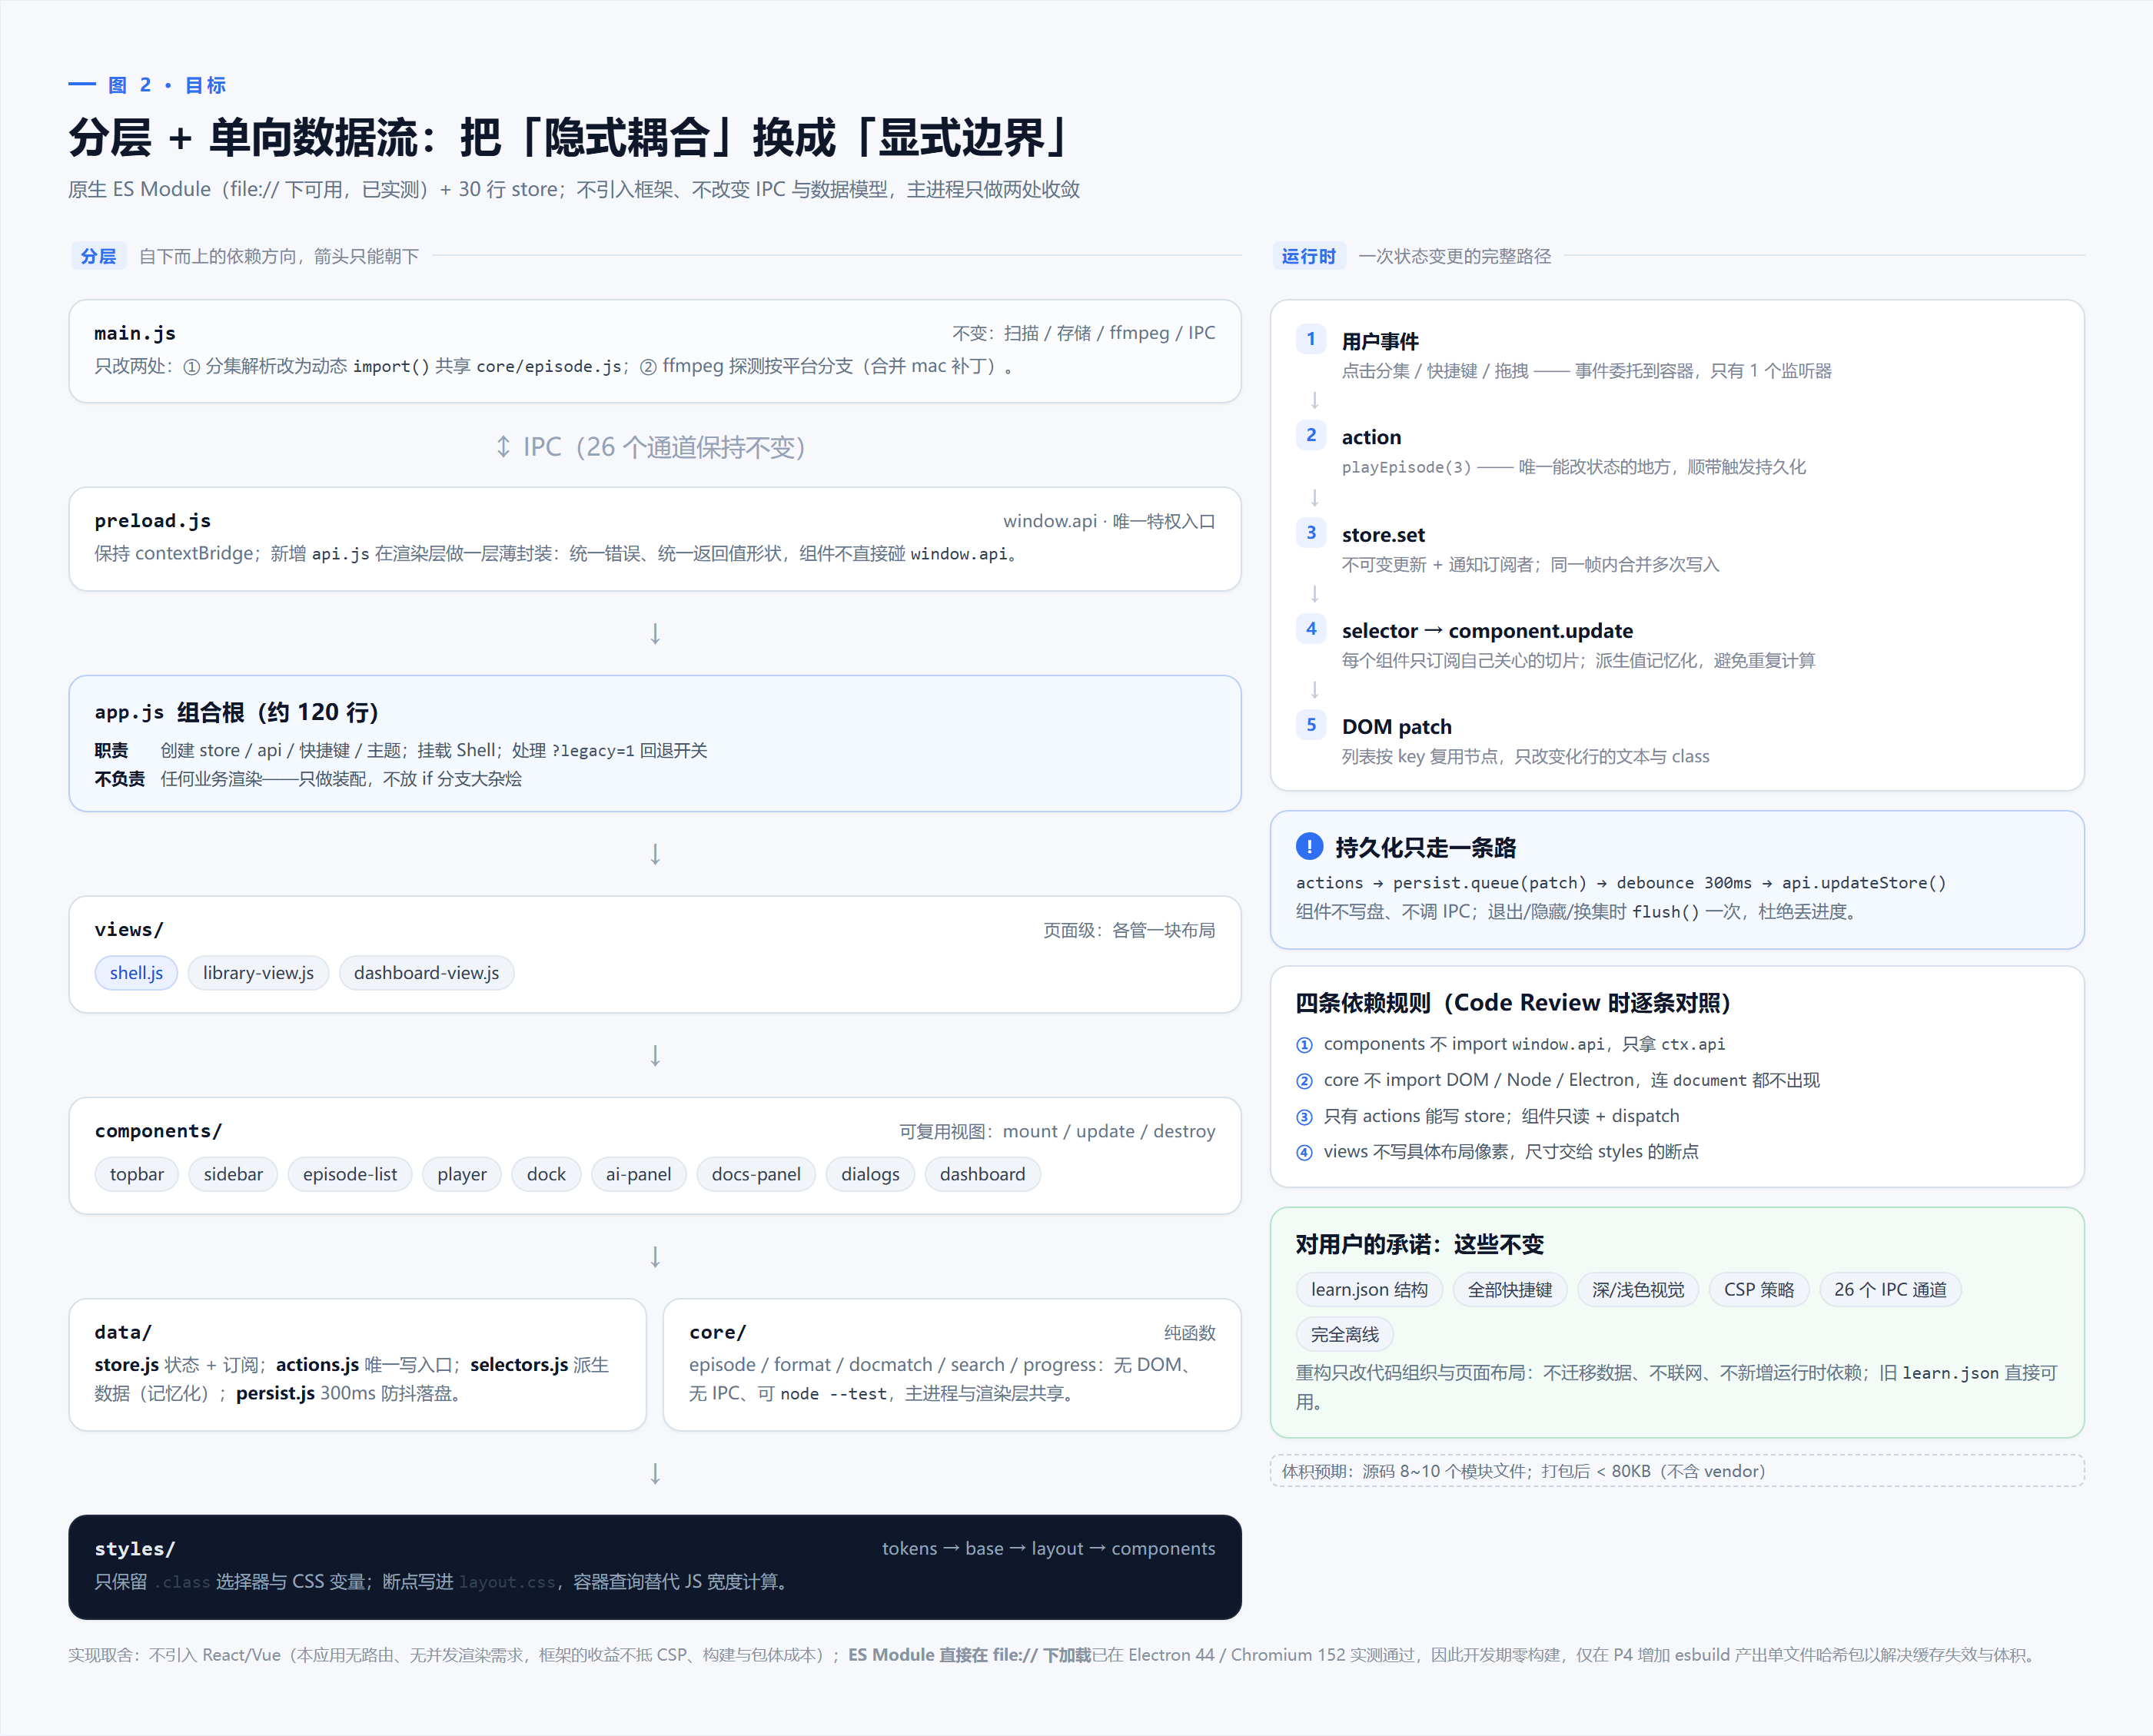 图 2 · 目标
分层 + 单向数据流：把「隐式耦合」换成「显式边界」
原生 ES Module（file:// 下可用，已实测）+ 30 行 store；不引入框架、不改变 IPC 与数据模型，主进程只做两处收敛
分层 自下而上的依赖方向，箭头只能朝下
main.js 不变：扫描 / 存储 / ffmpeg / IPC
只改两处：① 分集解析改为动态 import() 共享 core/episode.js；② ffmpeg 探测按平台分支（合并 mac 补丁）。
↕ IPC（26 个通道保持不变）
preload.js window.api · 唯一特权入口
保持 contextBridge；新增 api.js 在渲染层做一层薄封装：统一错误、统一返回值形状，组件不直接碰 window.api。
↓
app.js 组合根（约 120 行）
职责 创建 store / api / 快捷键 / 主题；挂载 Shell；处理 ?legacy=1 回退开关
不负责 任何业务渲染——只做装配，不放 if 分支大杂烩
↓
views/ 页面级：各管一块布局
shell.js library-view.js dashboard-view.js
↓
components/ 可复用视图：mount / update / destroy
topbar sidebar episode-list player dock ai-panel docs-panel dialogs dashboard
↓
data/
store.js 状态 + 订阅；actions.js 唯一写入口；selectors.js 派生
数据（记忆化）；persist.js 300ms 防抖落盘。
core/ 纯函数
episode / format / docmatch / search / progress：无 DOM、
无 IPC、可 node --test，主进程与渲染层共享。
↓
styles/ tokens → base → layout → components
只保留 .class 选择器与 CSS 变量；断点写进 layout.css，容器查询替代 JS 宽度计算。
运行时 一次状态变更的完整路径
1 用户事件
点击分集 / 快捷键 / 拖拽 —— 事件委托到容器，只有 1 个监听器
↓
2 action
playEpisode(3) —— 唯一能改状态的地方，顺带触发持久化
↓
3 store.set
不可变更新 + 通知订阅者；同一帧内合并多次写入
↓
4 selector → component.update
每个组件只订阅自己关心的切片；派生值记忆化，避免重复计算
↓
5 DOM patch
列表按 key 复用节点，只改变化行的文本与 class
! 持久化只走一条路
actions → persist.queue(patch) → debounce 300ms → api.updateStore()
组件不写盘、不调 IPC；退出/隐藏/换集时 flush() 一次，杜绝丢进度。
四条依赖规则（Code Review 时逐条对照）
① components 不 import window.api，只拿 ctx.api
② core 不 import DOM / Node / Electron，连 document 都不出现
③ 只有 actions 能写 store；组件只读 + dispatch
④ views 不写具体布局像素，尺寸交给 styles 的断点
对用户的承诺：这些不变
learn.json 结构 全部快捷键 深/浅色视觉 CSP 策略 26 个 IPC 通道
完全离线
重构只改代码组织与页面布局：不迁移数据、不联网、不新增运行时依赖；旧 learn.json 直接可
用。
体积预期：源码 8~10 个模块文件；打包后 < 80KB（不含 vendor）
实现取舍：不引入 React/Vue（本应用无路由、无并发渲染需求，框架的收益不抵 CSP、构建与包体成本）；ES Module 直接在 file:// 下加载已在 Electron 44 / Chromium 152 实测通过，因此开发期零构建，仅在 P4 增加 esbuild 产出单文件哈希包以解决缓存失效与体积。